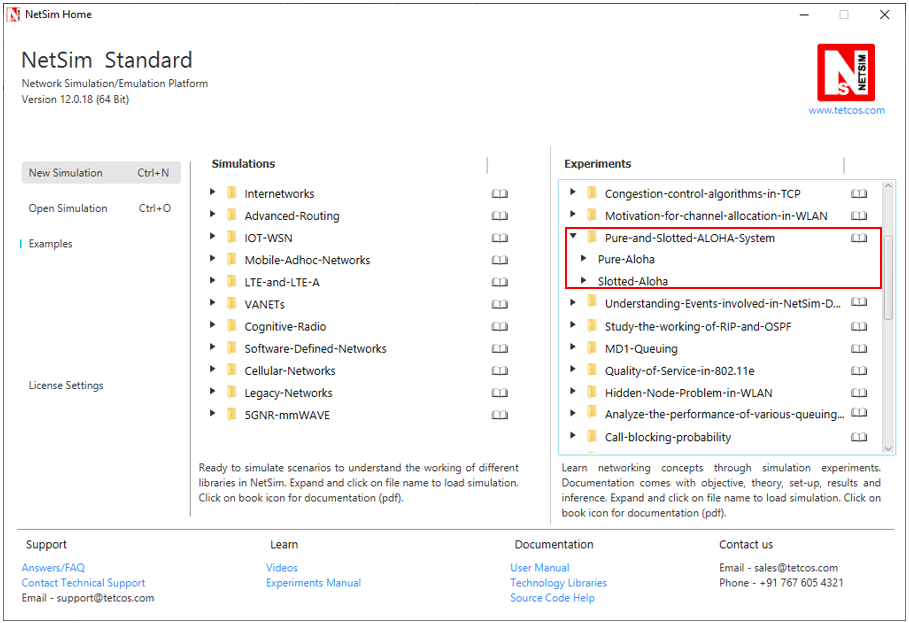 NetSim Home
NetSim Standard
Network Simulation/Emulation Platform
Version 12.0.18 (64 Bit)
N
S
NETSIM
www.tetcos.com
New Simulation Ctrl+N
Open Simulation Ctrl+O
Examples
License Settings
Simulations
Internetworks
Advanced-Routing
IOT-WSN
Mobile-Adhoc-Networks
LTE-and-LTE-A
VANETs
Cognitive-Radio
Software-Defined-Networks
Cellular-Networks
Legacy-Networks
5GNR-mmWAVE
Ready to simulate scenarios to understand the working of different
libraries in NetSim. Expand and click on file name to load simulation.
Click on book icon for documentation (pdf).
Experiments
Congestion-control-algorithms-in-TCP
Motivation-for-channel-allocation-in-WLAN
Pure-and-Slotted-ALOHA-System
Pure-Aloha
Slotted-Aloha
Understanding-Events-involved-in-NetSim-D...
Study-the-working-of-RIP-and-OSPF
MD1-Queuing
Quality-of-Service-in-802.11e
Hidden-Node-Problem-in-WLAN
Analyze-the-performance-of-various-queuing...
Call-blocking-probability
Learn networking concepts through simulation experiments.
Documentation comes with objective, theory, set-up, results and
inference. Expand and click on file name to load simulation. Click on
book icon for documentation (pdf).
Support
Answers/FAQ
Contact Technical Support
Email - support@tetcos.com
Learn
Videos
Experiments Manual
Documentation
User Manual
Technology Libraries
Source Code Help
Contact us
Email - sales@tetcos.com
Phone - +91 767 605 4321